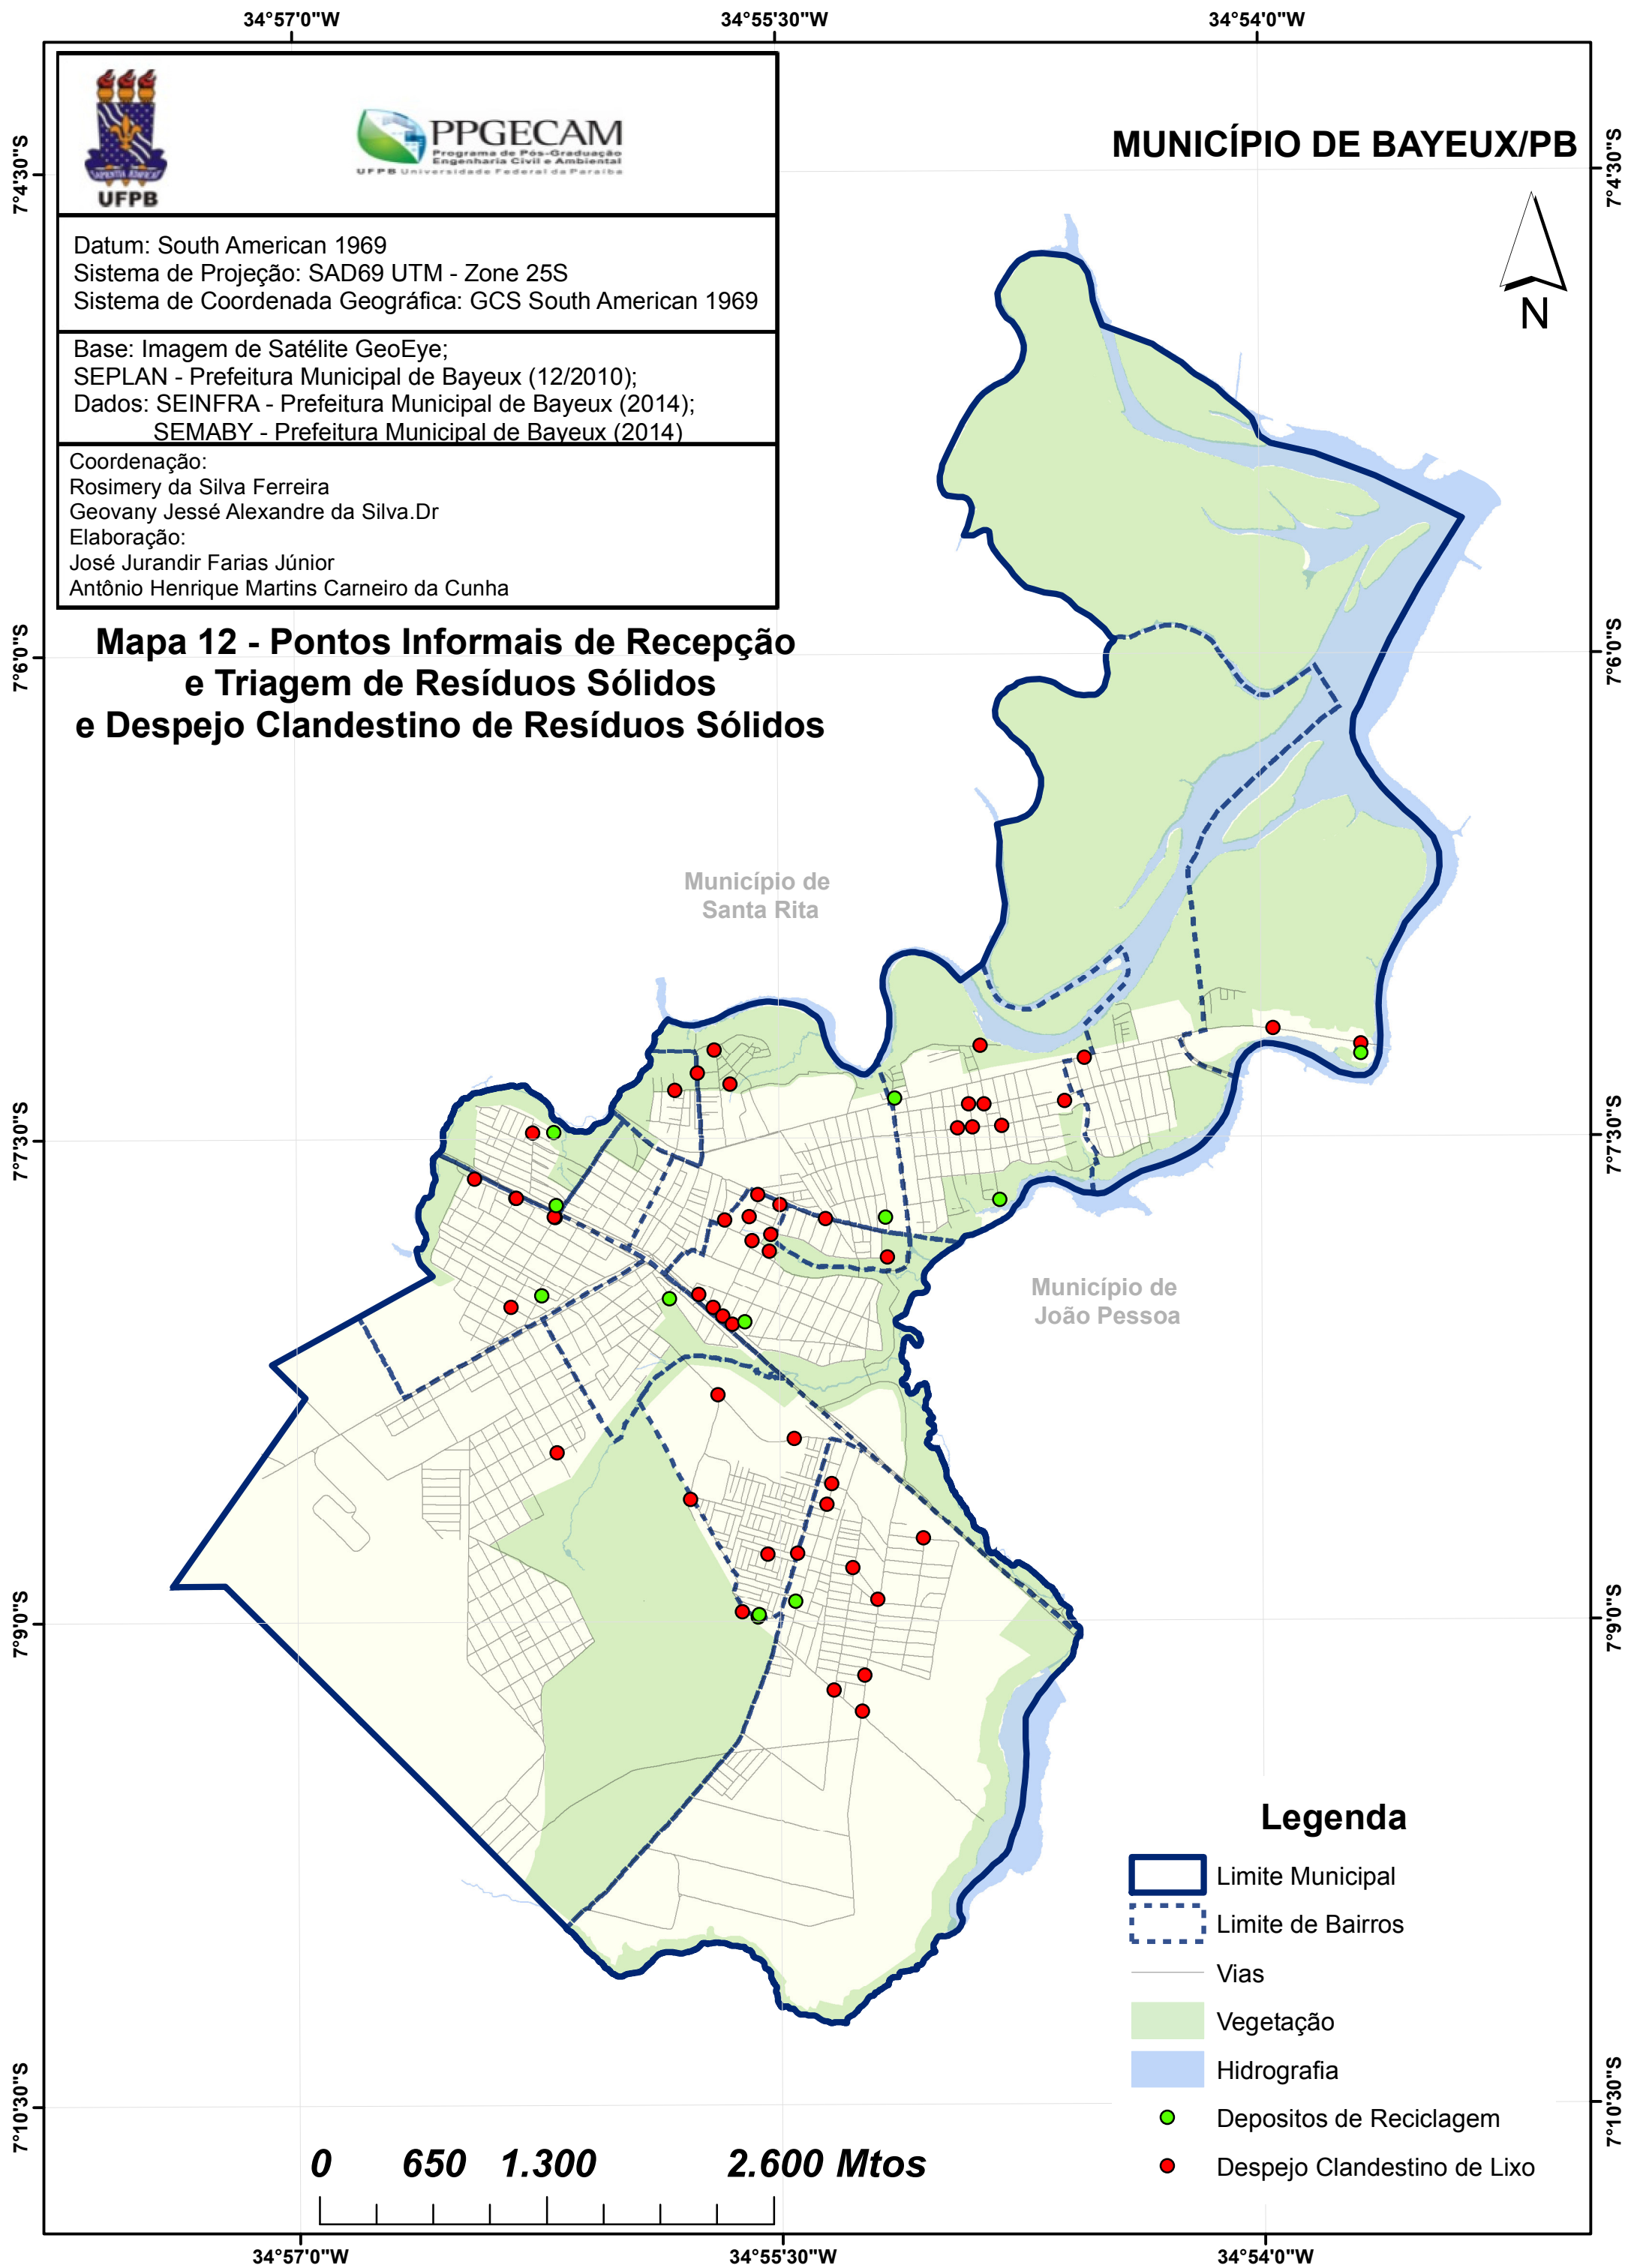 34°57'0"W
34°55'30"W
34°54'0"W
7°4'30"S
7°6'0"S
7°7'30"S
7°9'0"S
7°10'30"S
UFPB
PPGECAM
Programa de Pós-Graduação
Engenharia Civil e Ambiental
UFPB Universidade Federal da Paraíba
MUNICÍPIO DE BAYEUX/PB
N
Datum: South American 1969
Sistema de Projeção: SAD69 UTM - Zone 25S
Sistema de Coordenada Geográfica: GCS South American 1969
Base: Imagem de Satélite GeoEye;
SEPLAN - Prefeitura Municipal de Bayeux (12/2010);
Dados: SEINFRA - Prefeitura Municipal de Bayeux (2014);
SEMABY - Prefeitura Municipal de Bayeux (2014)
Coordenação:
Rosimery da Silva Ferreira
Geovany Jessé Alexandre da Silva.Dr
Elaboração:
José Jurandir Farias Júnior
Antônio Henrique Martins Carneiro da Cunha
Mapa 12 - Pontos Informais de Recepção
e Triagem de Resíduos Sólidos
e Despejo Clandestino de Resíduos Sólidos
Município de
Santa Rita
Município de
João Pessoa
Legenda
Limite Municipal
Limite de Bairros
Vias
Vegetação
Hidrografia
Depositos de Reciclagem
Despejo Clandestino de Lixo
0 650 1.300 2.600 Mtos
7°4'30"S
7°6'0"S
7°7'30"S
7°9'0"S
7°10'30"S
34°57'0"W
34°55'30"W
34°54'0"W